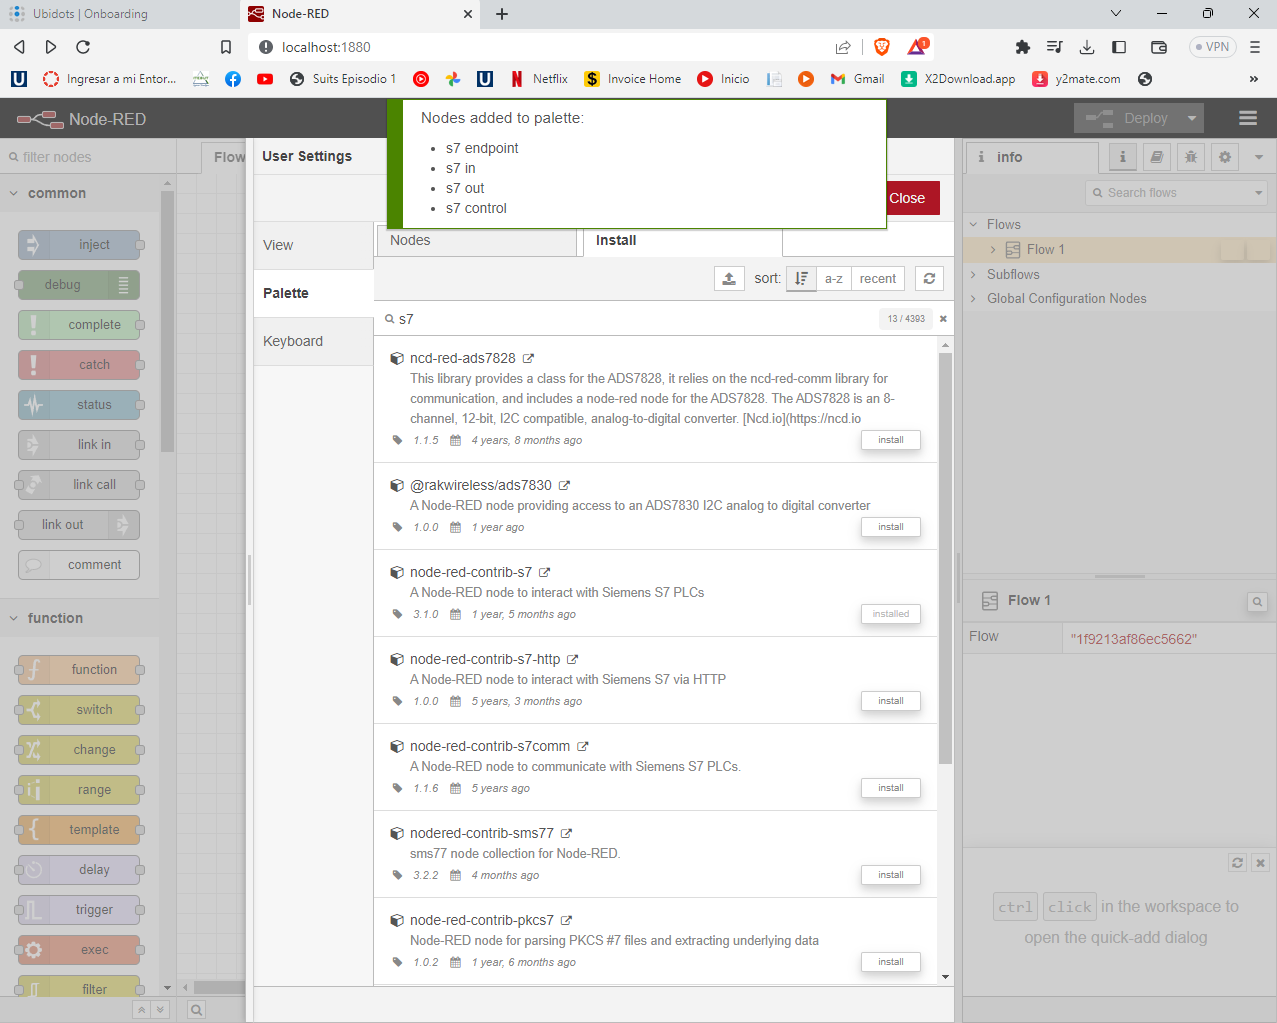 Ubidots | Onboarding
Node-RED
localhost:1880
1
VPN
Ingresar a mi Entor...
Suits Episodio 1
Netflix
Invoice Home
Inicio
Gmail
X2Download.app
y2mate.com
»
Node-RED
Deploy
Nodes added to palette:
• s7 endpoint
• s7 in
• s7 out
• s7 control
filter nodes
common
inject
debug
complete
catch
status
link in
link call
link out
comment
function
function
switch
change
range
template
delay
trigger
exec
filter
Flow
User Settings
Close
View
Palette
Keyboard
Nodes
Install
sort:
a-z
recent
s7
13 / 4393
ncd-red-ads7828
This library provides a class for the ADS7828, it relies on the ncd-red-comm library for
communication, and includes a node-red node for the ADS7828. The ADS7828 is an 8-
channel, 12-bit, I2C compatible, analog-to-digital converter. [Ncd.io](https://ncd.io
1.1.5 4 years, 8 months ago
install
@rakwireless/ads7830
A Node-RED node providing access to an ADS7830 I2C analog to digital converter
1.0.0 1 year ago
install
node-red-contrib-s7
A Node-RED node to interact with Siemens S7 PLCs
3.1.0 1 year, 5 months ago
installed
node-red-contrib-s7-http
A Node-RED node to interact with Siemens S7 via HTTP
1.0.0 5 years, 3 months ago
install
node-red-contrib-s7comm
A Node-RED node to communicate with Siemens S7 PLCs.
1.1.6 5 years ago
install
nodered-contrib-sms77
sms77 node collection for Node-RED.
3.2.2 4 months ago
install
node-red-contrib-pkcs7
Node-RED node for parsing PKCS #7 files and extracting underlying data
1.0.2 1 year, 6 months ago
install
info
Search flows
Flows
Flow 1
Subflows
Global Configuration Nodes
Flow 1
Flow "1f9213af86ec5662"
ctrl click in the workspace to
open the quick-add dialog